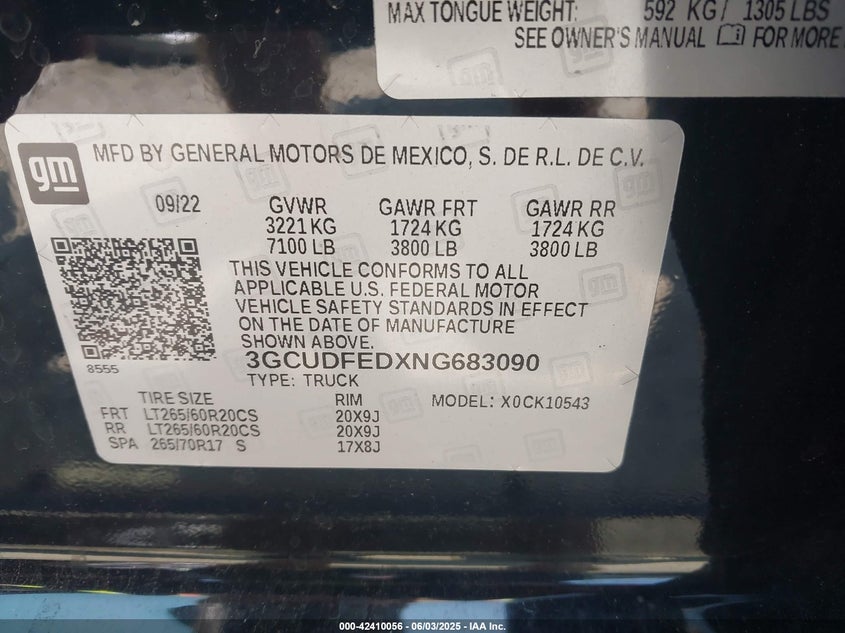 MAX TONGUE WEIGHT: 592 KG / 1305 LBS
SEE OWNER'S MANUAL FOR MORE
gm MFD BY GENERAL MOTORS DE MEXICO, S. DE R.L. DE C.V.
09/22 GVWR GAWR FRT GAWR RR
3221 KG 1724 KG 1724 KG
7100 LB 3800 LB 3800 LB
THIS VEHICLE CONFORMS TO ALL
APPLICABLE U.S. FEDERAL MOTOR
VEHICLE SAFETY STANDARDS IN EFFECT
ON THE DATE OF MANUFACTURE
SHOWN ABOVE.
8555 3GCUDFEDXNG683090
TYPE: TRUCK
TIRE SIZE RIM MODEL: X0CK10543
FRT LT265/60R20CS 20X9J
RR LT265/60R20CS 20X9J
SPA 265/70R17 S 17X8J
000-42410056 - 06/03/2025 - IAA Inc.